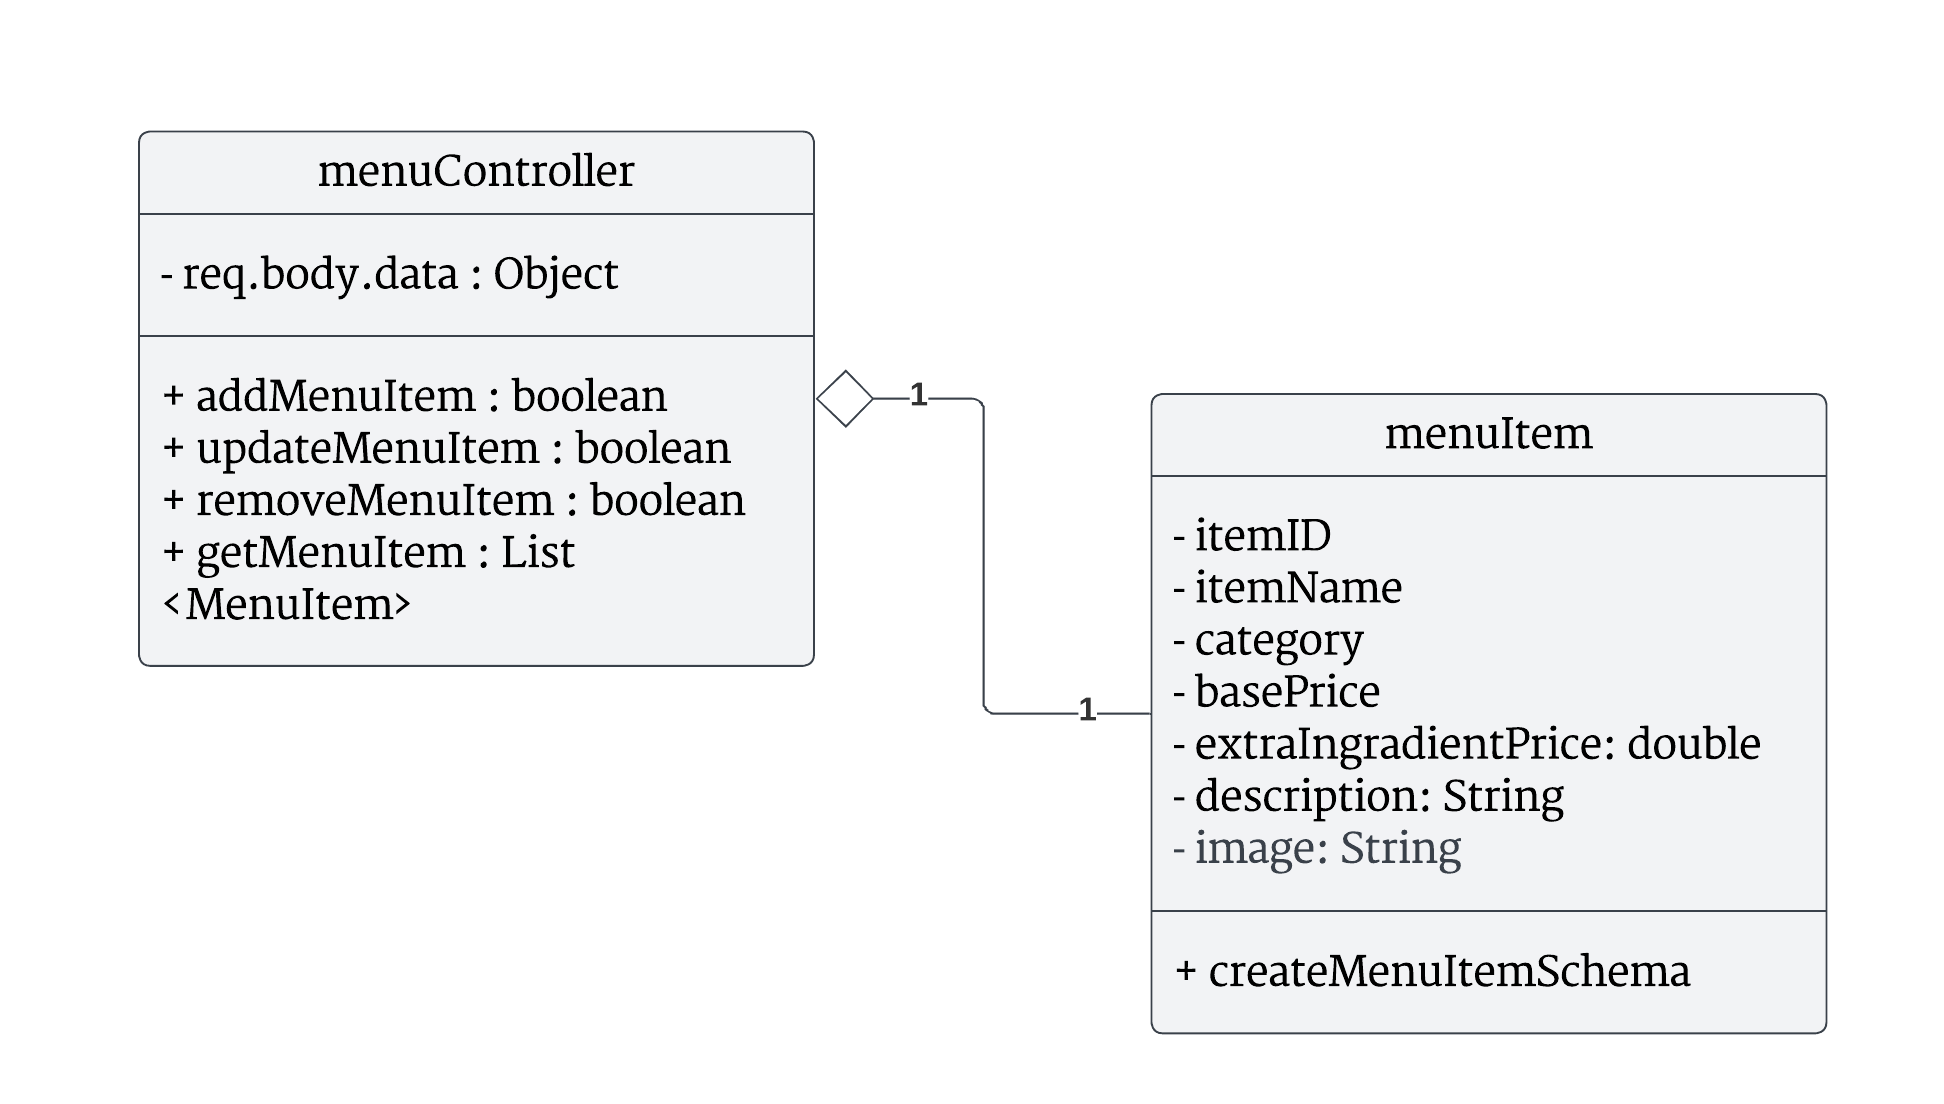 menuController
- req.body.data : Object
+ addMenuItem : boolean
+ updateMenuItem : boolean
+ removeMenuItem : boolean
+ getMenuItem : List
<MenuItem>
1
1
menuItem
- itemID
- itemName
- category
- basePrice
- extraIngradientPrice: double
- description: String
- image: String
+ createMenuItemSchema